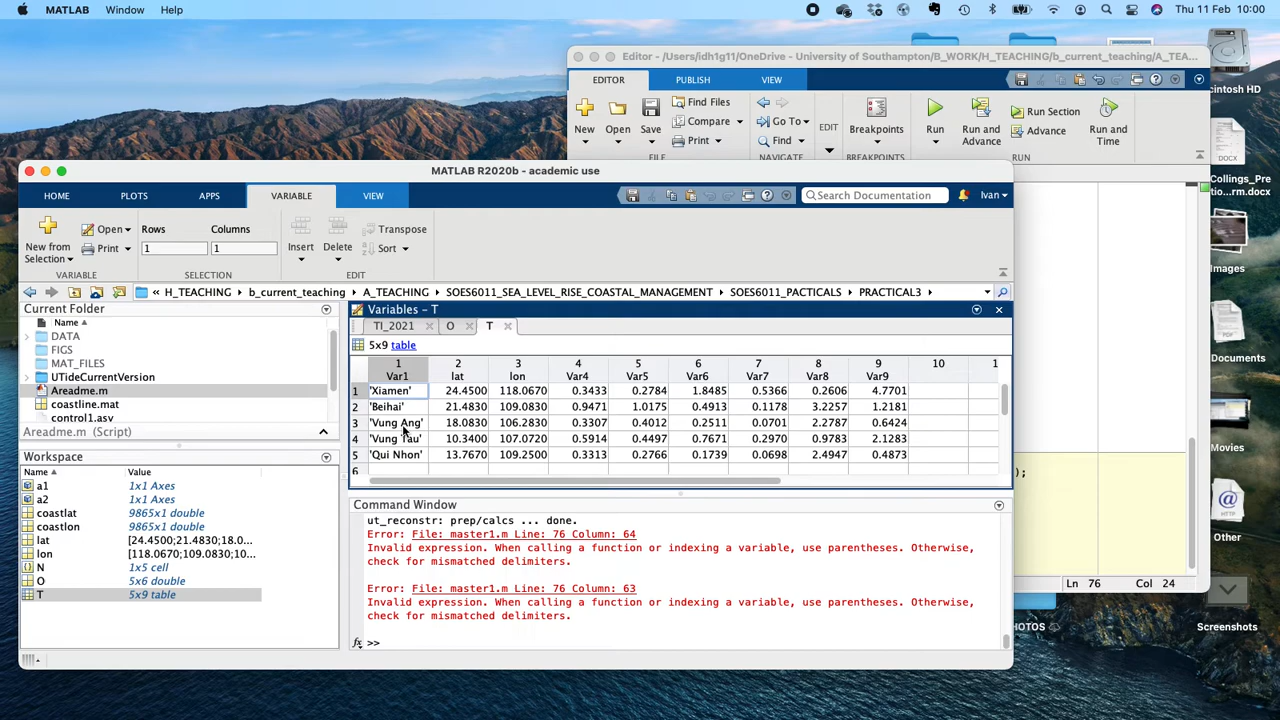 MATLAB Window Help Thu 11 Feb 10:00
Editor - /Users/idh1g11/OneDrive - University of Southampton/B_WORK/H_TEACHING/b_current_teaching/A_TEA...
EDITOR PUBLISH VIEW
New Open Save Find Files Compare Print Go To Find EDIT Breakpoints Run Run and Advance Run Section Advance Run and Time
FILE NAVIGATE BREAKPOINTS RUN
MATLAB R2020b - academic use
HOME PLOTS APPS VARIABLE VIEW Search Documentation Ivan
New from Selection Open Print Rows Columns 1 1 Insert Delete Transpose Sort
VARIABLE SELECTION EDIT
« H_TEACHING › b_current_teaching › A_TEACHING › SOES6011_SEA_LEVEL_RISE_COASTAL_MANAGEMENT › SOES6011_PACTICALS › PRACTICAL3 ›
Current Folder
Name
DATA
FIGS
MAT_FILES
UTideCurrentVersion
Areadme.m
coastline.mat
control1.asv
Areadme.m (Script)
Workspace
Name Value
a1 1x1 Axes
a2 1x1 Axes
coastlat 9865x1 double
coastlon 9865x1 double
lat [24.4500;21.4830;18.0...
lon [118.0670;109.0830;10...
N 1x5 cell
O 5x6 double
T 5x9 table
Variables - T
TI_2021 O T
5x9 table
1 2 3 4 5 6 7 8 9 10 1
Var1 lat lon Var4 Var5 Var6 Var7 Var8 Var9
1 'Xiamen' 24.4500 118.0670 0.3433 0.2784 1.8485 0.5366 0.2606 4.7701
2 'Beihai' 21.4830 109.0830 0.9471 1.0175 0.4913 0.1178 3.2257 1.2181
3 'Vung Ang' 18.0830 106.2830 0.3307 0.4012 0.2511 0.0701 2.2787 0.6424
4 'Vung Tau' 10.3400 107.0720 0.5914 0.4497 0.7671 0.2970 0.9783 2.1283
5 'Qui Nhon' 13.7670 109.2500 0.3313 0.2766 0.1739 0.0698 2.4947 0.4873
6
Command Window
ut_reconstr: prep/calcs ... done.
Error: File: master1.m Line: 76 Column: 64
Invalid expression. When calling a function or indexing a variable, use parentheses. Otherwise,
check for mismatched delimiters.
Error: File: master1.m Line: 76 Column: 63
Invalid expression. When calling a function or indexing a variable, use parentheses. Otherwise,
check for mismatched delimiters.
fx >>
);
Ln 76 Col 24
cintosh HD
DOCX
Collings_Pre
tio...rm.docx
Images
Documents
Movies
HTTP
Other
Screenshots
PHOTOS